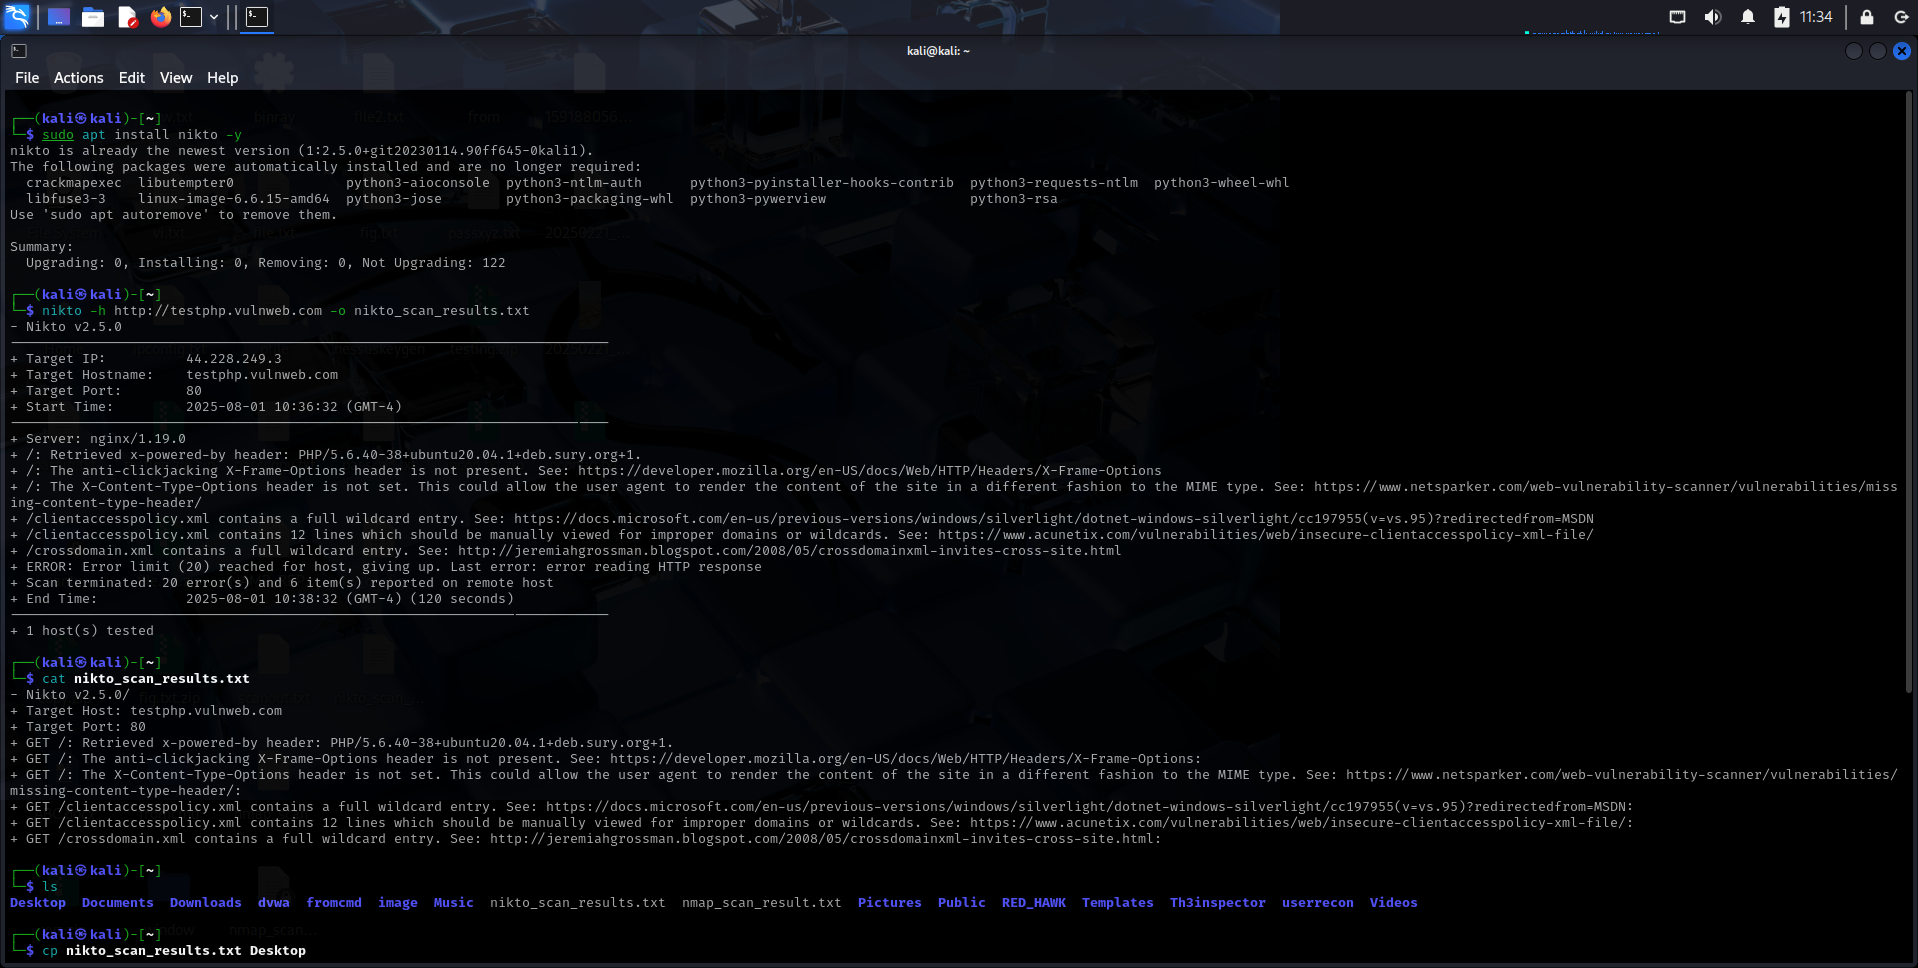 11:34
kali@kali: ~
File Actions Edit View Help
┌──(kali㉿kali)-[~]
└─$ sudo apt install nikto -y
nikto is already the newest version (1:2.5.0+git20230114.90ff645-0kali1).
The following packages were automatically installed and are no longer required:
crackmapexec libutempter0 python3-aioconsole python3-ntlm-auth python3-pyinstaller-hooks-contrib python3-requests-ntlm python3-wheel-whl
libfuse3-3 linux-image-6.6.15-amd64 python3-jose python3-packaging-whl python3-pywerview python3-rsa
Use 'sudo apt autoremove' to remove them.
Summary:
Upgrading: 0, Installing: 0, Removing: 0, Not Upgrading: 122
┌──(kali㉿kali)-[~]
└─$ nikto -h http://testphp.vulnweb.com -o nikto_scan_results.txt
- Nikto v2.5.0
+ Target IP: 44.228.249.3
+ Target Hostname: testphp.vulnweb.com
+ Target Port: 80
+ Start Time: 2025-08-01 10:36:32 (GMT-4)
+ Server: nginx/1.19.0
+ /: Retrieved x-powered-by header: PHP/5.6.40-38+ubuntu20.04.1+deb.sury.org+1.
+ /: The anti-clickjacking X-Frame-Options header is not present. See: https://developer.mozilla.org/en-US/docs/Web/HTTP/Headers/X-Frame-Options
+ /: The X-Content-Type-Options header is not set. This could allow the user agent to render the content of the site in a different fashion to the MIME type. See: https://www.netsparker.com/web-vulnerability-scanner/vulnerabilities/miss
ing-content-type-header/
+ /clientaccesspolicy.xml contains a full wildcard entry. See: https://docs.microsoft.com/en-us/previous-versions/windows/silverlight/dotnet-windows-silverlight/cc197955(v=vs.95)?redirectedfrom=MSDN
+ /clientaccesspolicy.xml contains 12 lines which should be manually viewed for improper domains or wildcards. See: https://www.acunetix.com/vulnerabilities/web/insecure-clientaccesspolicy-xml-file/
+ /crossdomain.xml contains a full wildcard entry. See: http://jeremiahgrossman.blogspot.com/2008/05/crossdomainxml-invites-cross-site.html
+ ERROR: Error limit (20) reached for host, giving up. Last error: error reading HTTP response
+ Scan terminated: 20 error(s) and 6 item(s) reported on remote host
+ End Time: 2025-08-01 10:38:32 (GMT-4) (120 seconds)
+ 1 host(s) tested
┌──(kali㉿kali)-[~]
└─$ cat nikto_scan_results.txt
- Nikto v2.5.0/
+ Target Host: testphp.vulnweb.com
+ Target Port: 80
+ GET /: Retrieved x-powered-by header: PHP/5.6.40-38+ubuntu20.04.1+deb.sury.org+1.
+ GET /: The anti-clickjacking X-Frame-Options header is not present. See: https://developer.mozilla.org/en-US/docs/Web/HTTP/Headers/X-Frame-Options:
+ GET /: The X-Content-Type-Options header is not set. This could allow the user agent to render the content of the site in a different fashion to the MIME type. See: https://www.netsparker.com/web-vulnerability-scanner/vulnerabilities/
missing-content-type-header/:
+ GET /clientaccesspolicy.xml contains a full wildcard entry. See: https://docs.microsoft.com/en-us/previous-versions/windows/silverlight/dotnet-windows-silverlight/cc197955(v=vs.95)?redirectedfrom=MSDN:
+ GET /clientaccesspolicy.xml contains 12 lines which should be manually viewed for improper domains or wildcards. See: https://www.acunetix.com/vulnerabilities/web/insecure-clientaccesspolicy-xml-file/:
+ GET /crossdomain.xml contains a full wildcard entry. See: http://jeremiahgrossman.blogspot.com/2008/05/crossdomainxml-invites-cross-site.html:
┌──(kali㉿kali)-[~]
└─$ ls
Desktop Documents Downloads dvwa fromcmd image Music nikto_scan_results.txt nmap_scan_result.txt Pictures Public RED_HAWK Templates Th3inspector userrecon Videos
┌──(kali㉿kali)-[~]
└─$ cp nikto_scan_results.txt Desktop